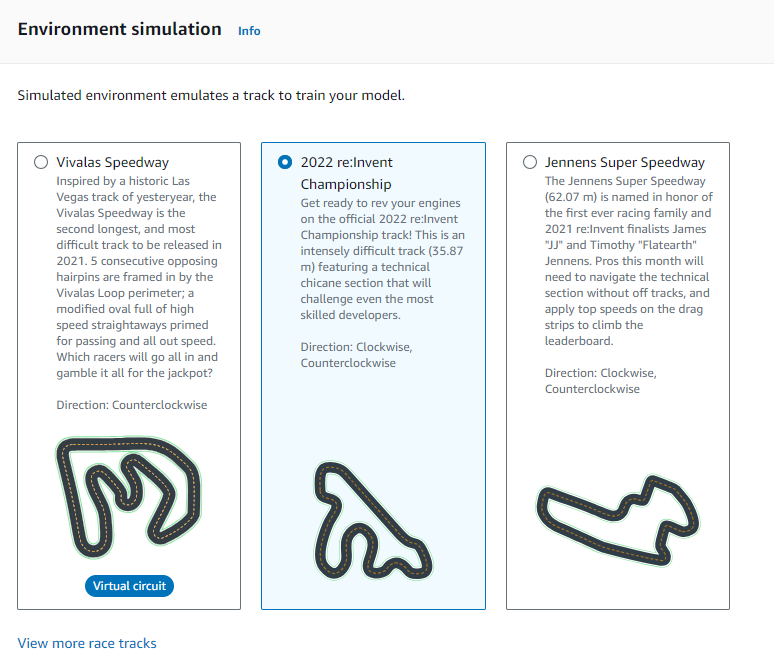 Environment simulation Info
Simulated environment emulates a track to train your model.
Vivalas Speedway
Inspired by a historic Las
Vegas track of yesteryear, the
Vivalas Speedway is the
second longest, and most
difficult track to be released in
2021. 5 consecutive opposing
hairpins are framed in by the
Vivalas Loop perimeter; a
modified oval full of high
speed straightaways primed
for passing and all out speed.
Which racers will go all in and
gamble it all for the jackpot?
Direction: Counterclockwise
Virtual circuit
2022 re:Invent
Championship
Get ready to rev your engines
on the official 2022 re:Invent
Championship track! This is an
intensely difficult track (35.87
m) featuring a technical
chicane section that will
challenge even the most
skilled developers.
Direction: Clockwise,
Counterclockwise
Jennens Super Speedway
The Jennens Super Speedway
(62.07 m) is named in honor of
the first ever racing family and
2021 re:Invent finalists James
"JJ" and Timothy "Flatearth"
Jennens. Pros this month will
need to navigate the technical
section without off tracks, and
apply top speeds on the drag
strips to climb the
leaderboard.
Direction: Clockwise,
Counterclockwise
View more race tracks